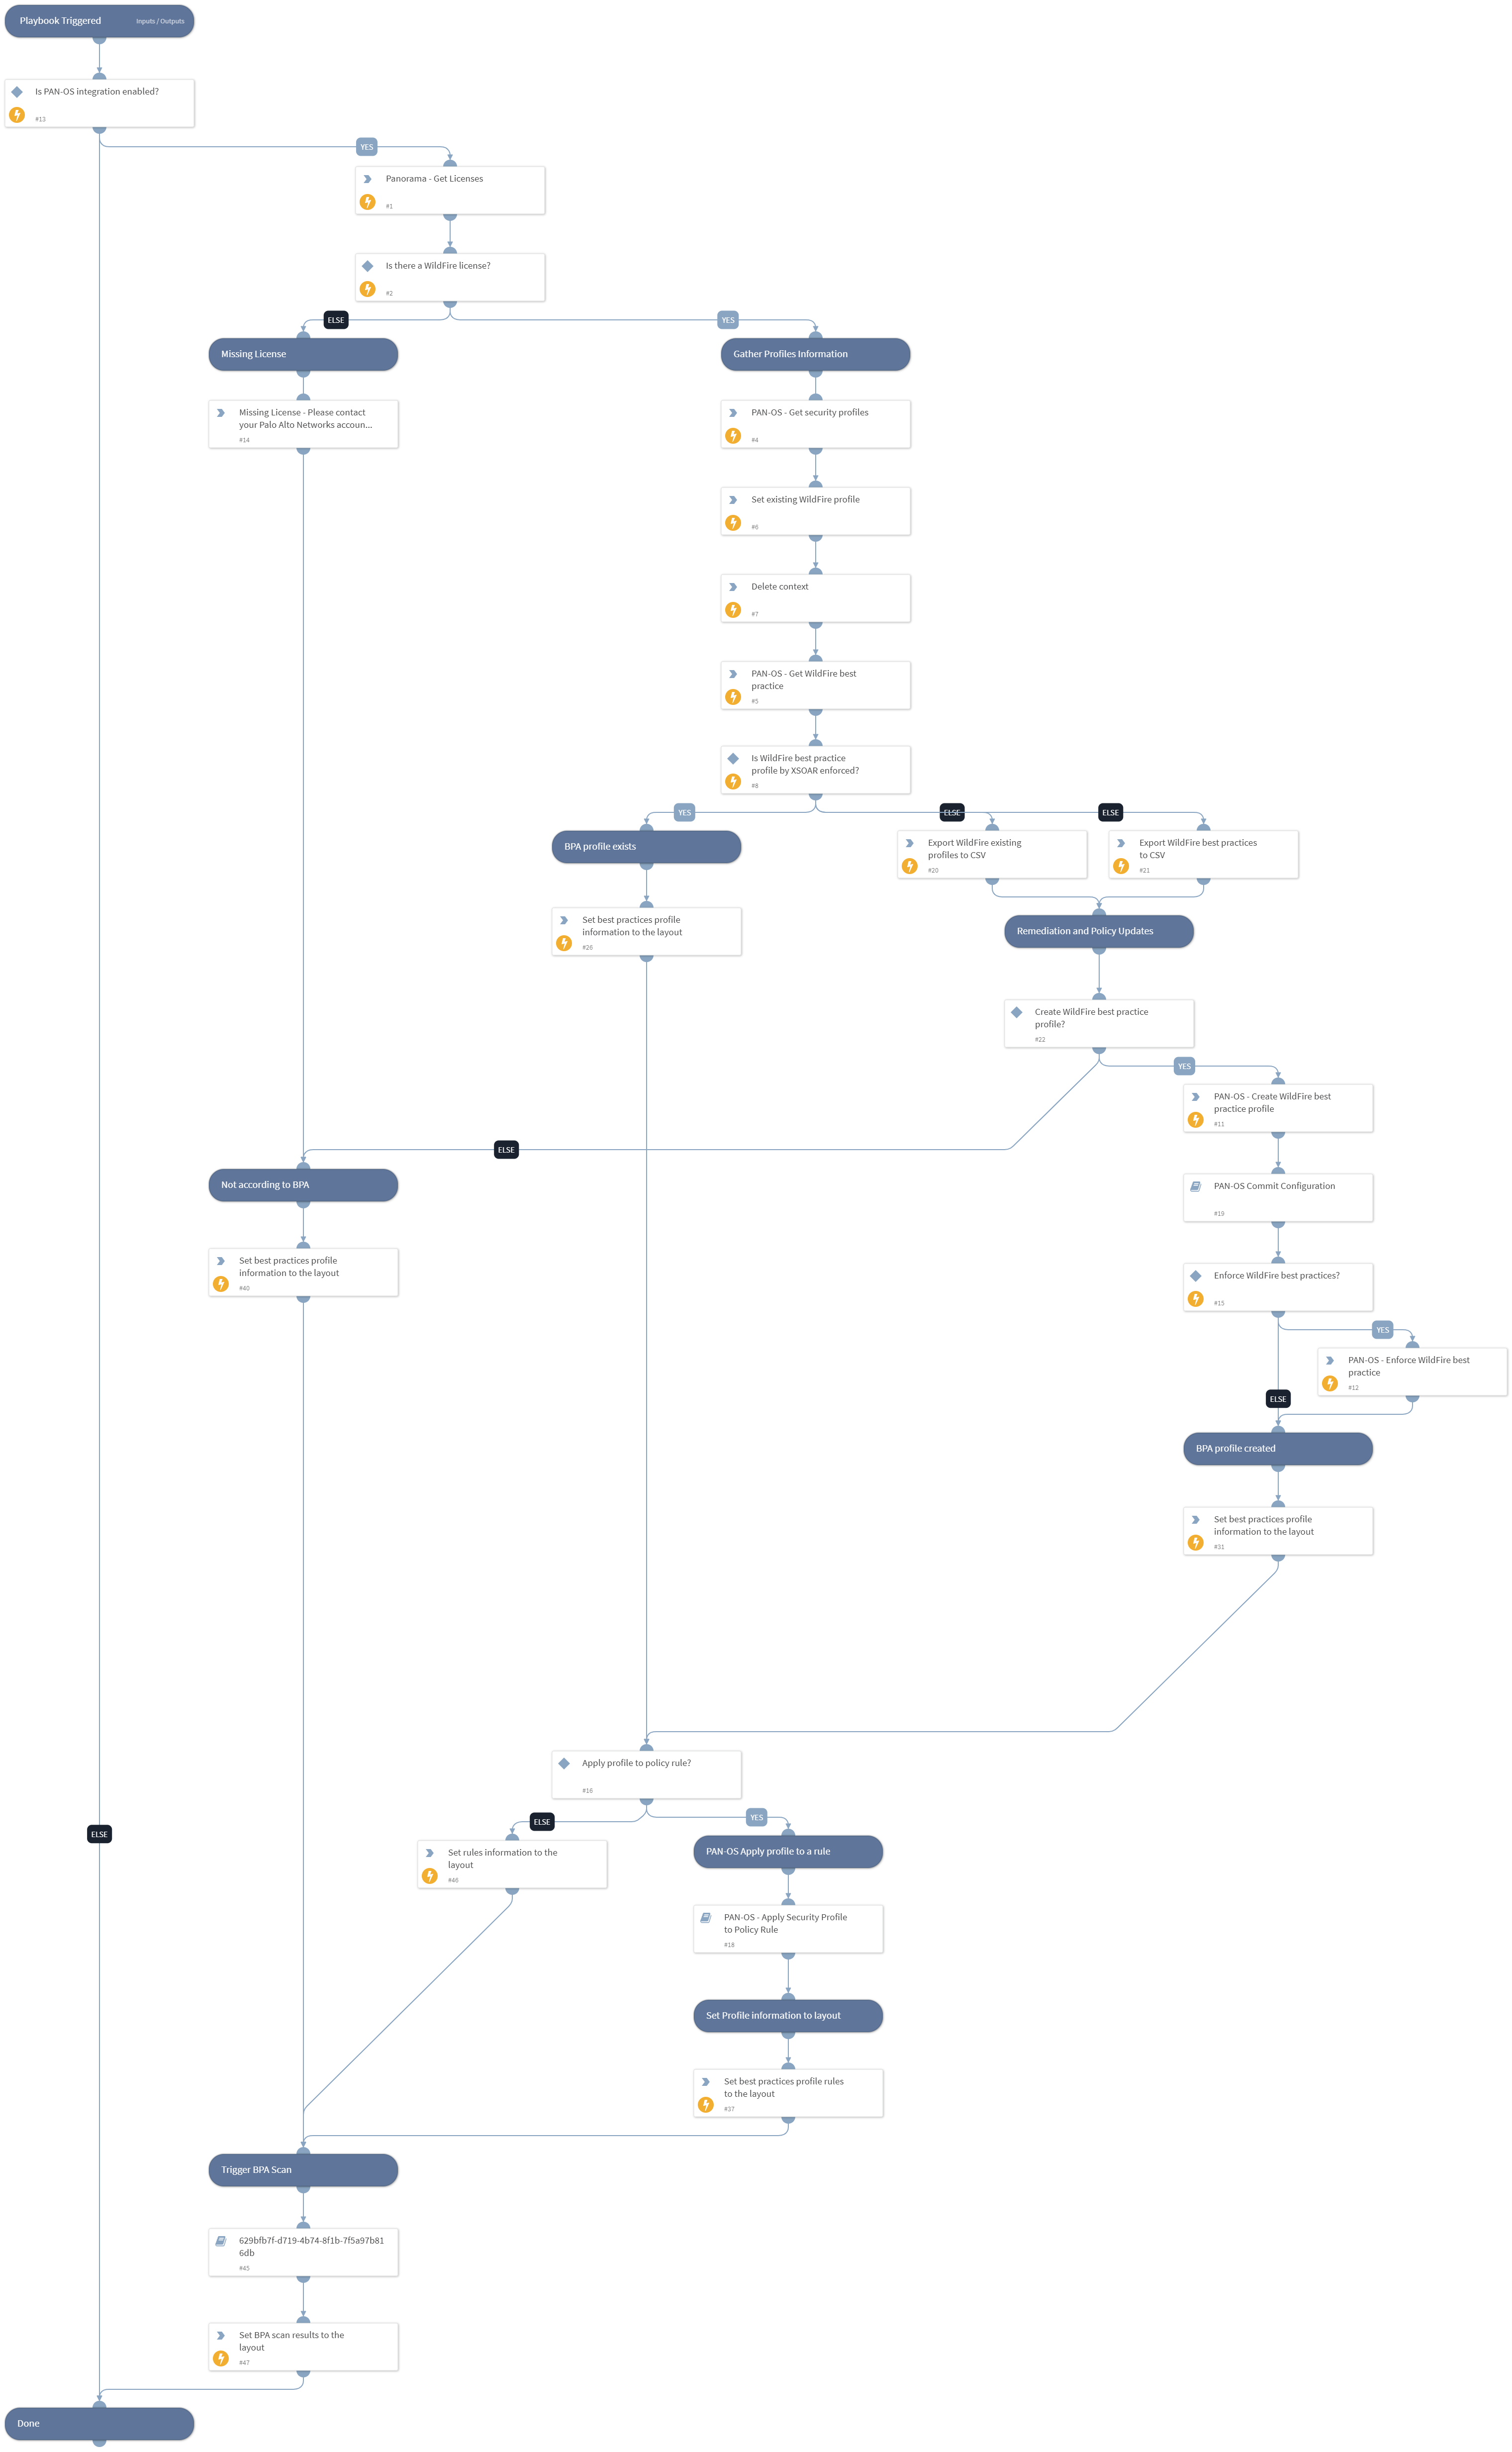 Playbook Triggered
Inputs / Outputs
Is PAN-OS integration enabled?
#13
YES
Panorama - Get Licenses
#1
Is there a WildFire license?
#2
ELSE
YES
Missing License
Gather Profiles Information
Missing License - Please contact
your Palo Alto Networks accoun...
#14
PAN-OS - Get security profiles
#4
Set existing WildFire profile
#6
Delete context
#7
PAN-OS - Get WildFire best
practice
#5
Is WildFire best practice
profile by XSOAR enforced?
#8
YES
ELSE
ELSE
BPA profile exists
Export WildFire existing
profiles to CSV
#20
Export WildFire best practices
to CSV
#21
Set best practices profile
information to the layout
#26
Remediation and Policy Updates
Create WildFire best practice
profile?
#22
YES
PAN-OS - Create WildFire best
practice profile
#11
ELSE
Not according to BPA
PAN-OS Commit Configuration
#19
Set best practices profile
information to the layout
#40
Enforce WildFire best practices?
#15
YES
PAN-OS - Enforce WildFire best
practice
#12
ELSE
BPA profile created
Set best practices profile
information to the layout
#31
Apply profile to policy rule?
#16
ELSE
YES
ELSE
Set rules information to the
layout
#46
PAN-OS Apply profile to a rule
PAN-OS - Apply Security Profile
to Policy Rule
#18
Set Profile information to layout
Set best practices profile rules
to the layout
#37
Trigger BPA Scan
629bfb7f-d719-4b74-8f1b-7f5a97b81
6db
#45
Set BPA scan results to the
layout
#47
Done